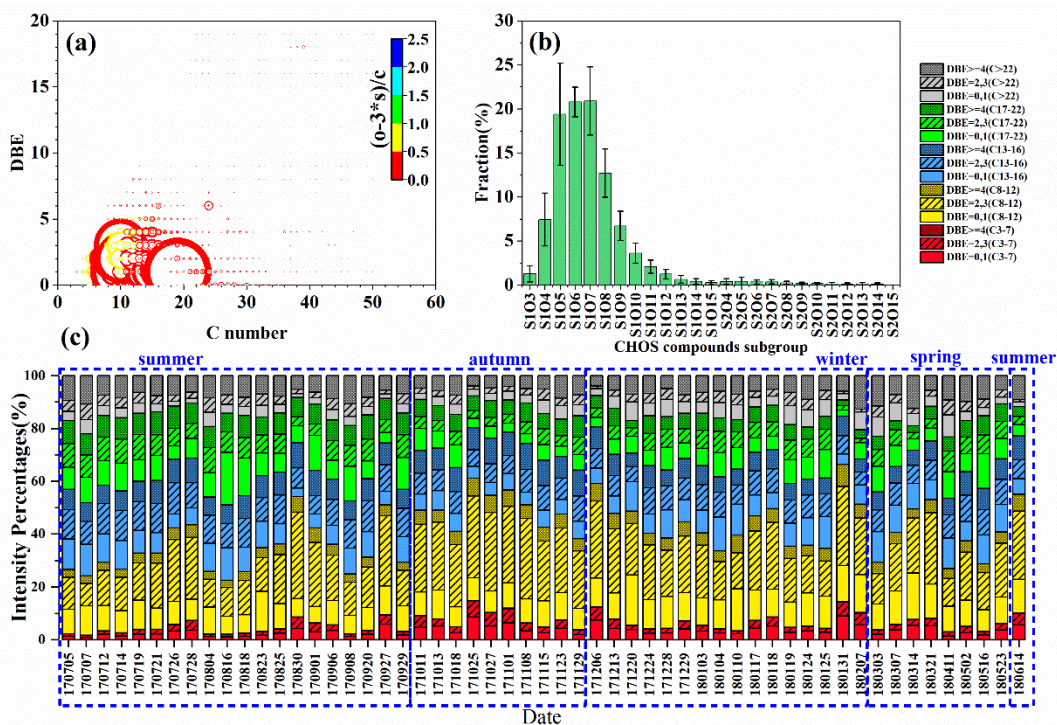 (a)
20
15
10
5
0
DBE
0
10
20
30
40
50
60
C number
2.5
2.0
1.5
1.0
0.5
0.0
(o-3*s)/c
(b)
30
25
20
15
10
5
0
Fraction(%)
S1O3
S1O4
S1O5
S1O6
S1O7
S1O8
S1O9
S1O10
S1O11
S1O12
S1O13
S1O14
S1O15
S2O4
S2O5
S2O6
S2O7
S2O8
S2O9
S2O10
S2O11
S2O12
S2O13
S2O14
S2O15
CHOS compounds subgroup
DBE>=4(C>22)
DBE=2,3(C>22)
DBE=0,1(C>22)
DBE>=4(C17-22)
DBE=2,3(C17-22)
DBE=0,1(C17-22)
DBE>=4(C13-16)
DBE=2,3(C13-16)
DBE=0,1(C13-16)
DBE>=4(C8-12)
DBE=2,3(C8-12)
DBE=0,1(C8-12)
DBE>=4(C3-7)
DBE=2,3(C3-7)
DBE=0,1(C3-7)
(c)
summer
autumn
winter
spring
summer
100
80
60
40
20
0
Intensity Percentages(%)
170705
170707
170712
170714
170719
170721
170726
170728
170804
170816
170818
170823
170825
170830
170901
170906
170908
170920
170927
170929
171011
171013
171018
171025
171027
171101
171108
171115
171123
171129
171206
171213
171220
171224
171228
171229
180103
180104
180110
180117
180118
180119
180124
180125
180131
180207
180303
180307
180314
180321
180411
180502
180516
180523
180614
Date